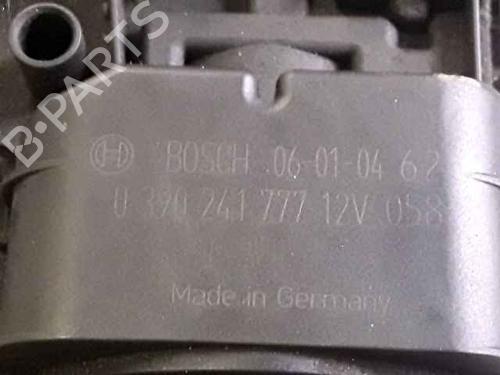 BOSCH 06-01-04 62
0 390 241 777 12V 058
Made in Germany
B-PARTS